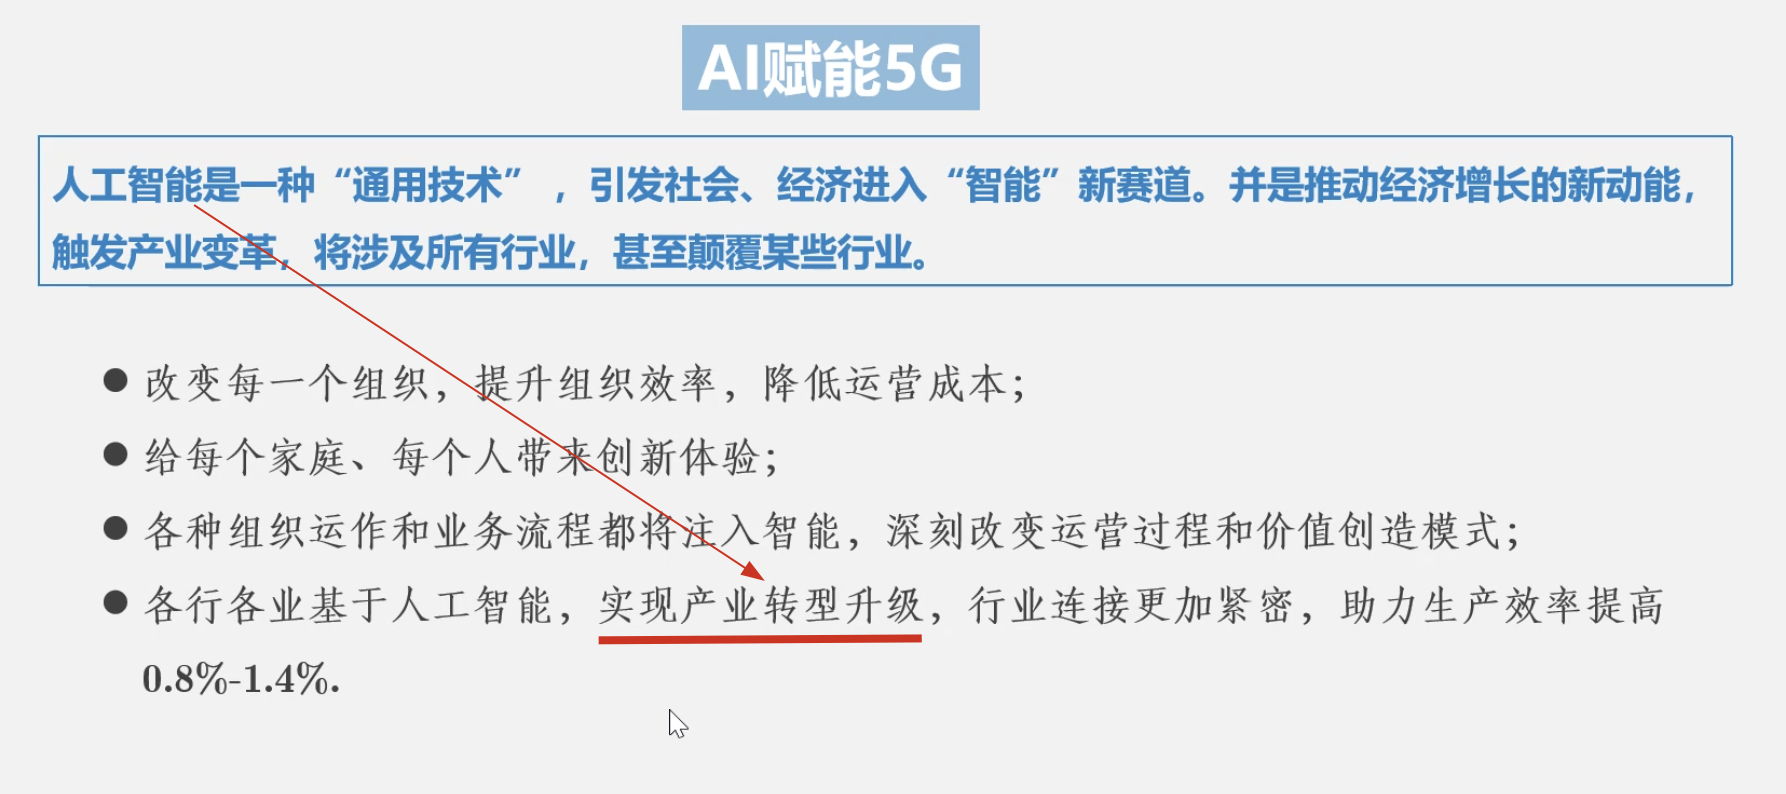 AI赋能5G
人工智能是一种“通用技术”，引发社会、经济进入“智能”新赛道。并是推动经济增长的新动能，
触发产业变革，将涉及所有行业，甚至颠覆某些行业。
● 改变每一个组织，提升组织效率，降低运营成本；
● 给每个家庭、每个人带来创新体验；
● 各种组织运作和业务流程都将注入智能，深刻改变运营过程和价值创造模式；
● 各行各业基于人工智能，实现产业转型升级，行业连接更加紧密，助力生产效率提高
0.8%-1.4%.